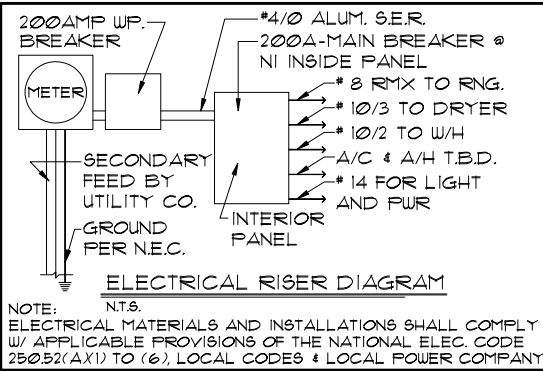 200AMP WP.
BREAKER
#4/0 ALUM. S.E.R.
200A-MAIN BREAKER @
NI INSIDE PANEL
METER
# 8 RMX TO RNG.
# 10/3 TO DRYER
# 10/2 TO W/H
A/C & A/H T.B.D.
# 14 FOR LIGHT
AND PWR
SECONDARY
FEED BY
UTILITY CO.
GROUND
PER N.E.C.
INTERIOR
PANEL
ELECTRICAL RISER DIAGRAM
N.T.S.
NOTE:
ELECTRICAL MATERIALS AND INSTALLATIONS SHALL COMPLY
W/ APPLICABLE PROVISIONS OF THE NATIONAL ELEC. CODE
250.52(A)(1) TO (6), LOCAL CODES & LOCAL POWER COMPANY